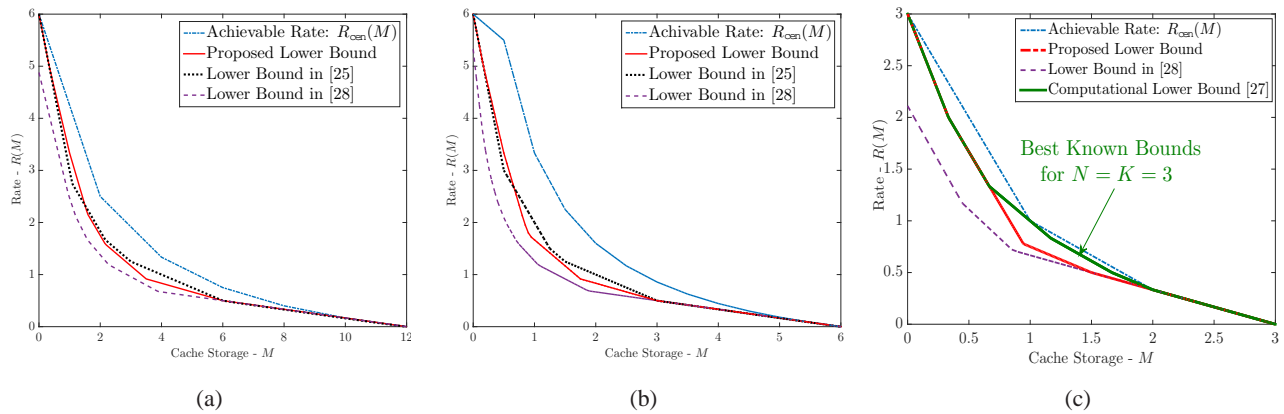 6
5
4
3
2
1
0
0
2
4
6
8
10
12
Rate - R(M)
Cache Storage - M
Achievable Rate: R_cen(M)
Proposed Lower Bound
Lower Bound in [25]
Lower Bound in [28]
(a)
6
5
4
3
2
1
0
0
1
2
3
4
5
6
Rate - R(M)
Cache Storage - M
Achievable Rate: R_cen(M)
Proposed Lower Bound
Lower Bound in [25]
Lower Bound in [28]
(b)
3
2.5
2
1.5
1
0.5
0
0
0.5
1
1.5
2
2.5
3
Rate - R(M)
Cache Storage - M
Achievable Rate: R_cen(M)
Proposed Lower Bound
Lower Bound in [28]
Computational Lower Bound [27]
Best Known Bounds
for N = K = 3
(c)